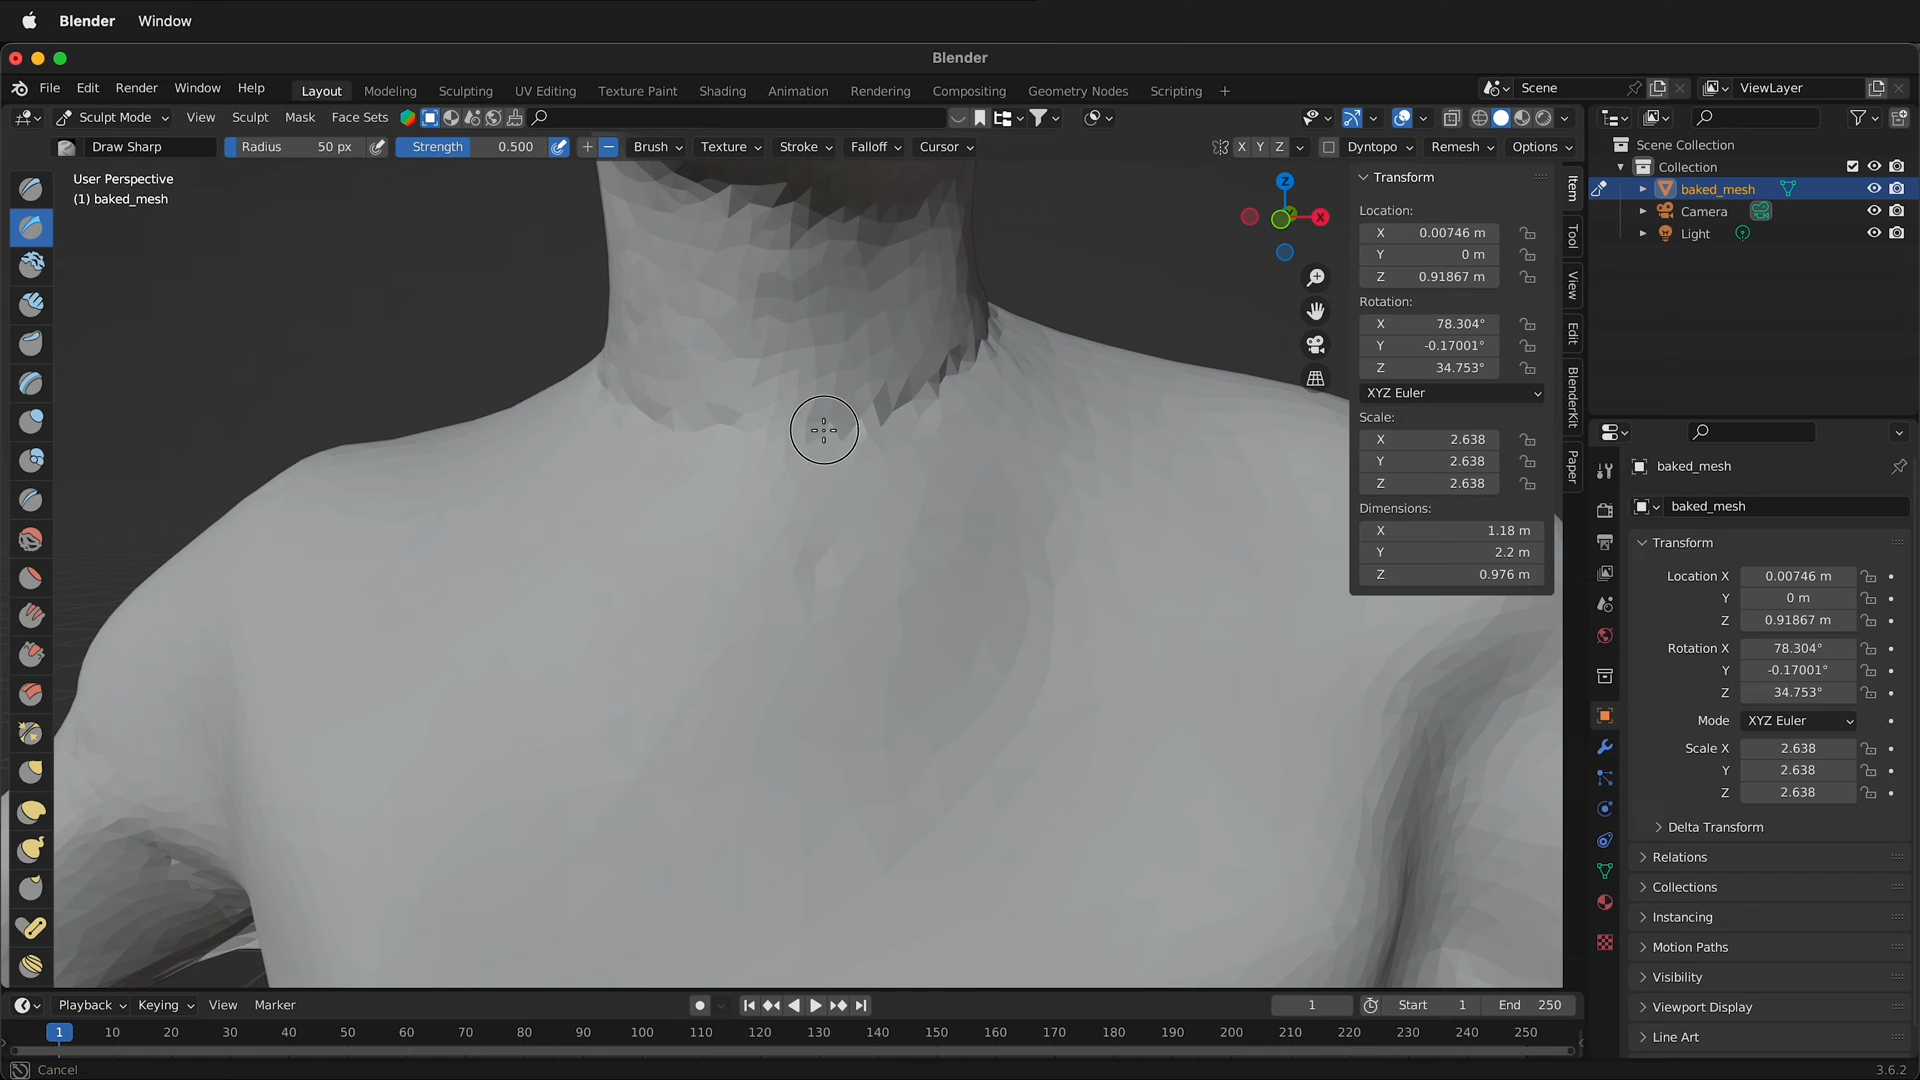 Blender Window
Blender
File Edit Render Window Help Layout Modeling Sculpting UV Editing Texture Paint Shading Animation Rendering Compositing Geometry Nodes Scripting + Scene ViewLayer
Sculpt Mode View Sculpt Mask Face Sets
Draw Sharp Radius 50 px Strength 0.500 Brush Texture Stroke Falloff Cursor X Y Z Dyntopo Remesh Options
User Perspective
(1) baked_mesh
Z
X
Transform
Location:
X 0.00746 m
Y 0 m
Z 0.91867 m
Rotation:
X 78.304°
Y -0.17001°
Z 34.753°
XYZ Euler
Scale:
X 2.638
Y 2.638
Z 2.638
Dimensions:
X 1.18 m
Y 2.2 m
Z 0.976 m
Item
Tool
View
Edit
BlenderKit
Paper
Scene Collection
Collection
baked_mesh
Camera
Light
baked_mesh
baked_mesh
Transform
Location X 0.00746 m
Y 0 m
Z 0.91867 m
Rotation X 78.304°
Y -0.17001°
Z 34.753°
Mode XYZ Euler
Scale X 2.638
Y 2.638
Z 2.638
Delta Transform
Relations
Collections
Instancing
Motion Paths
Visibility
Viewport Display
Line Art
Playback Keying View Marker 1 Start 1 End 250
1 10 20 30 40 50 60 70 80 90 100 110 120 130 140 150 160 170 180 190 200 210 220 230 240 250
Cancel 3.6.2